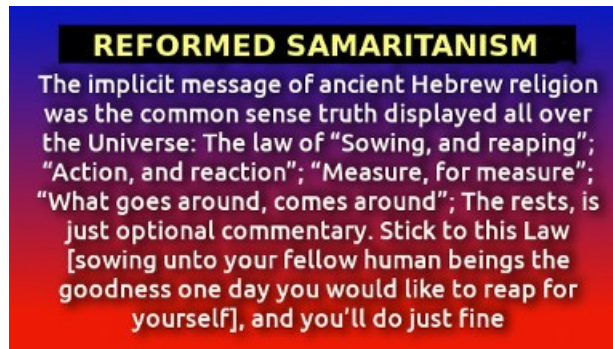 REFORMED SAMARITANISM
The implicit message of ancient Hebrew religion
was the common sense truth displayed all over
the Universe: The law of “Sowing, and reaping”;
“Action, and reaction”; “Measure, for measure”;
“What goes around, comes around”; The rests, is
just optional commentary. Stick to this Law
[sowing unto your fellow human beings the
goodness one day you would like to reap for
yourself], and you’ll do just fine